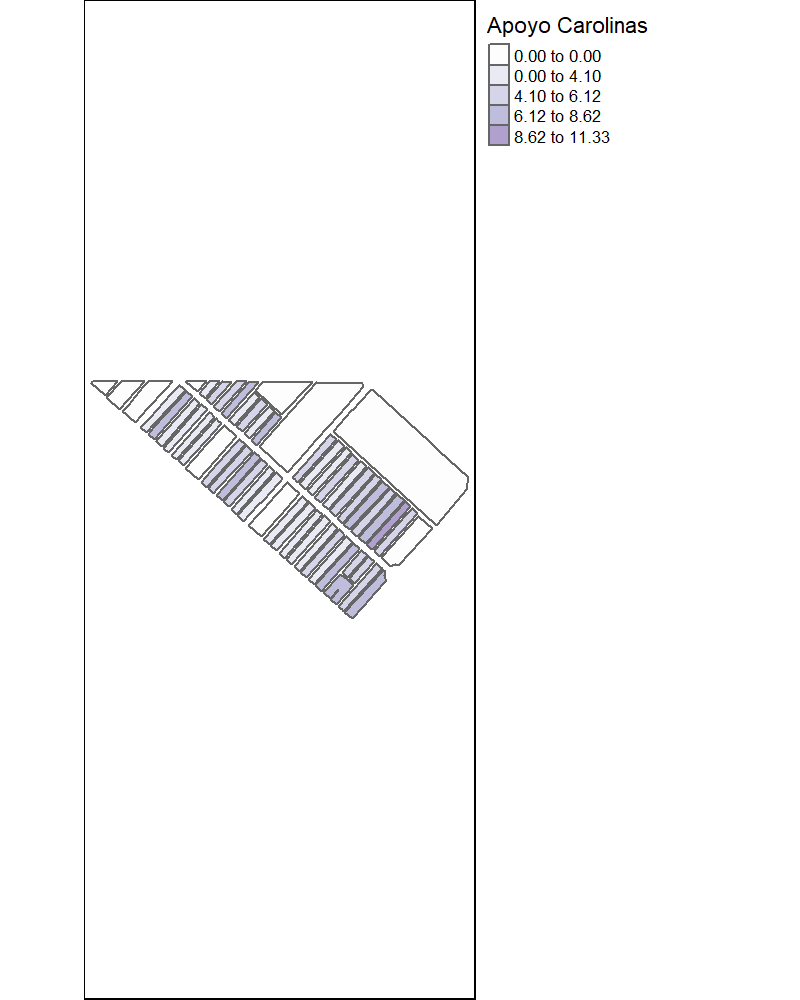 Apoyo Carolinas
0.00 to 0.00
0.00 to 4.10
4.10 to 6.12
6.12 to 8.62
8.62 to 11.33